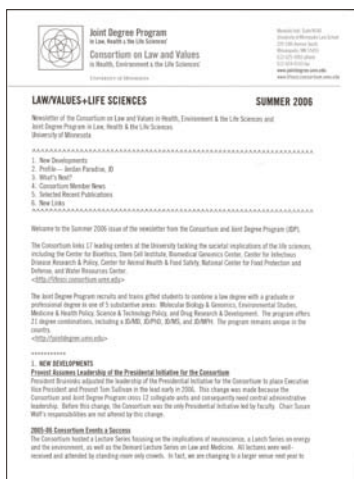 Joint Degree Program
in Law, Health & the Life Sciences
Consortium on Law and Values
in Health, Environment & the Life Sciences
UNIVERSITY OF MINNESOTA
LAW/VALUES+LIFE SCIENCES SUMMER 2006
Newsletter of the Consortium on Law and Values in Health, Environment & the Life Sciences and
Joint Degree Program in Law, Health & the Life Sciences
University of Minnesota
1. New Developments
2. Profile— Jordan Paradise, JD
3. What's Next?
4. Consortium Member News
5. Selected Recent Publications
6. New Links
Welcome to the Summer 2006 issue of the newsletter from the Consortium and Joint Degree Program (JDP).
The Consortium links 17 leading centers at the University tackling the societal implications of the life sciences,
including the Center for Bioethics, Stem Cell Institute, Biomedical Genomics Center, Center for Infectious
Disease Research & Policy, Center for Animal Health & Food Safety, National Center for Food Protection and
Defense, and Water Resources Center.
The Joint Degree Program recruits and trains gifted students to combine a law degree with a graduate or
professional degree in one of 5 substantive areas: Molecular Biology & Genomics, Environmental Studies,
Medicine & Health Policy, Science & Technology Policy, and Drug Research & Development. The program offers
21 degree combinations, including a JD/MD, JD/PhD, JD/MS, and JD/MPH. The program remains unique in the
country.
**********
1. NEW DEVELOPMENTS
Provost Assumes Leadership of the Presidential Initiative for the Consortium
President Bruininks adjusted the leadership of the Presidential Initiative for the Consortium to place Executive
Vice President and Provost Tom Sullivan in the lead early in 2006. This change was made because the
Consortium and Joint Degree Program cross 12 collegiate units and consequently need central administrative
leadership. Before this change, the Consortium was the only Presidential Initiative led by faculty. Chair Susan
Wolf's responsibilities are not altered by this change.
2005-06 Consortium Events a Success
The Consortium hosted a Lecture Series focusing on the implications of neuroscience, a Lunch Series on energy
and the environment, as well as the Deinard Lecture Series on Law and Medicine. All lectures were well-
received and attended by standing room only crowds. In fact, we are changing to a larger venue next year to